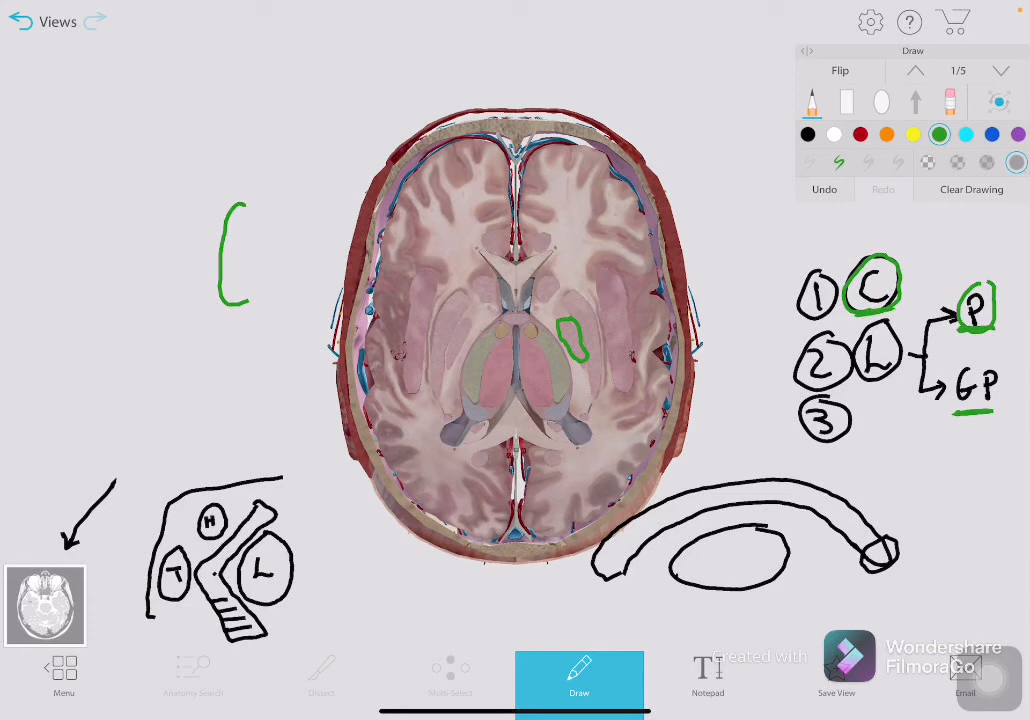 Views
Draw
Flip
1/5
Undo
Redo
Clear Drawing
1 C
P
2 L
GP
3
H
T
L
Created with
Wondershare
FilmoraGo
Menu
Anatomy Search
Dissect
Multi-Select
Draw
Notepad
Save View
Email